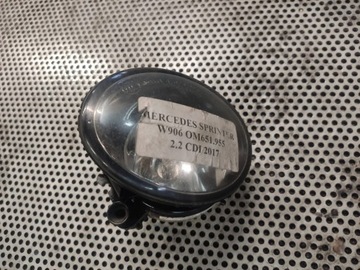 MERCEDES SPRINTER
W906 OM651.955
2.2 CDI 2017